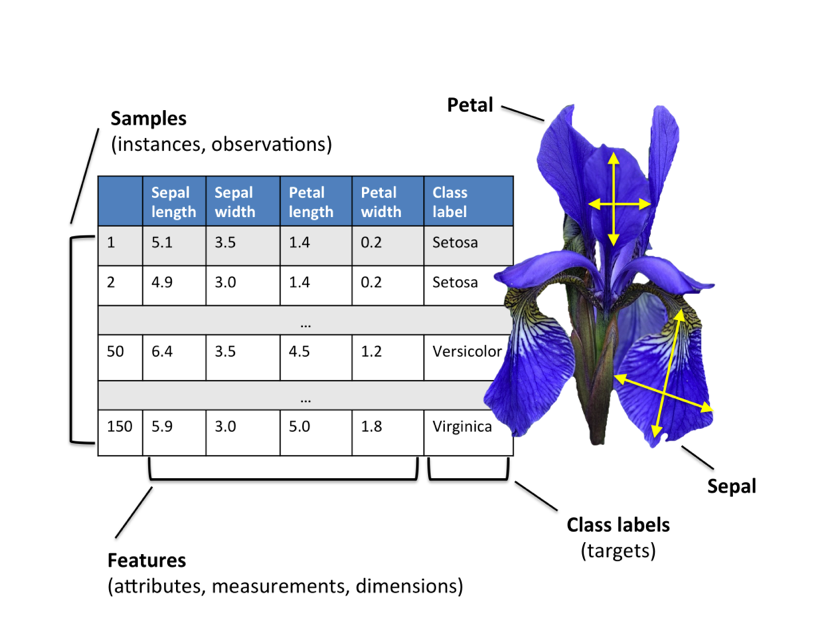 Petal
Samples
(instances, observations)
Sepal length Sepal width Petal length Petal width Class label
1 5.1 3.5 1.4 0.2 Setosa
2 4.9 3.0 1.4 0.2 Setosa
...
50 6.4 3.5 4.5 1.2 Versicolor
...
150 5.9 3.0 5.0 1.8 Virginica
Sepal
Class labels
(targets)
Features
(attributes, measurements, dimensions)